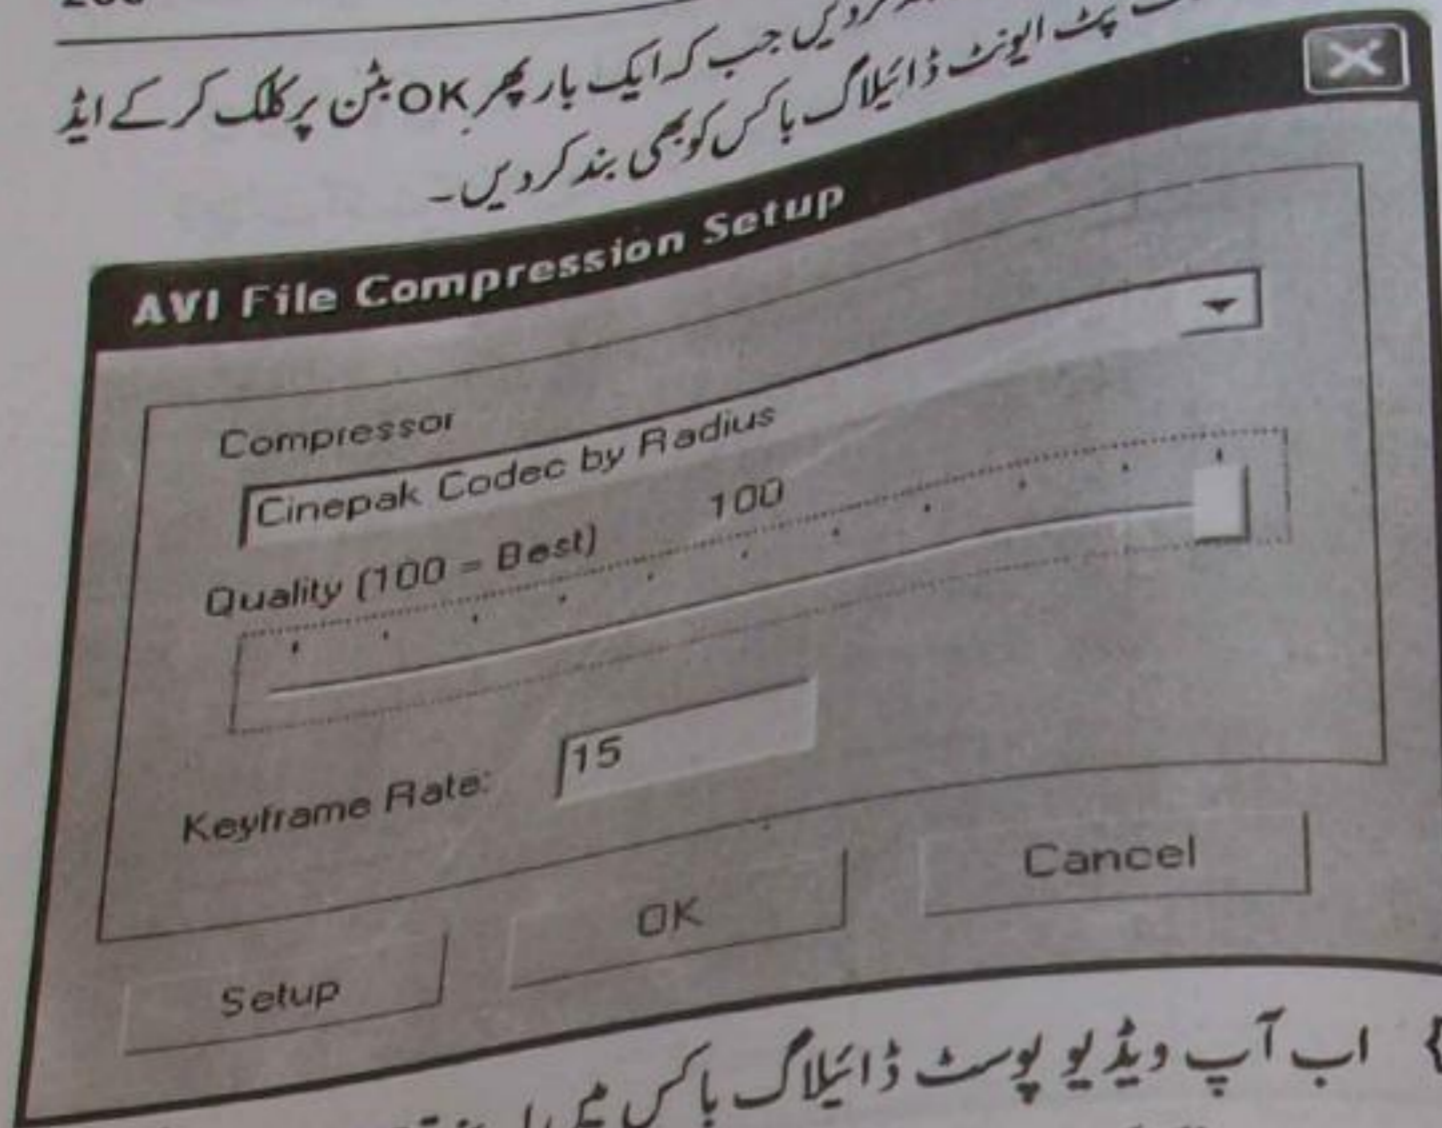 کردیں جب کہ ایک بار پھر OK بٹن پر کلک کر کے ایڈ
پٹ ایونٹ ڈائیلاگ باکس کو بھی بند کردیں۔
AVI File Compression Setup
Compressor
Cinepak Codec by Radius
Quality (100 = Best) 100
Keyframe Rate: 15
Setup OK Cancel
اب آپ ویڈیو پوسٹ ڈائیلاگ باکس میں